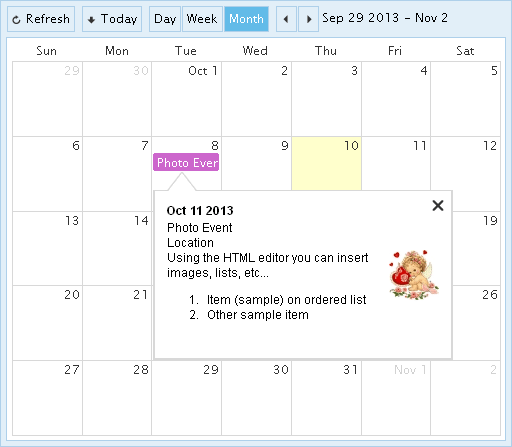 Refresh Today Day Week Month Sep 29 2013 - Nov 2
Sun Mon Tue Wed Thu Fri Sat
29 30 Oct 1 2 3 4 5
6 7 8 9 10 11 12
Photo Ever
13 14 19
Oct 11 2013
Photo Event
Location
Using the HTML editor you can insert
images, lists, etc...
20 21 26
1. Item (sample) on ordered list
2. Other sample item
27 28 29 30 31 Nov 1 2